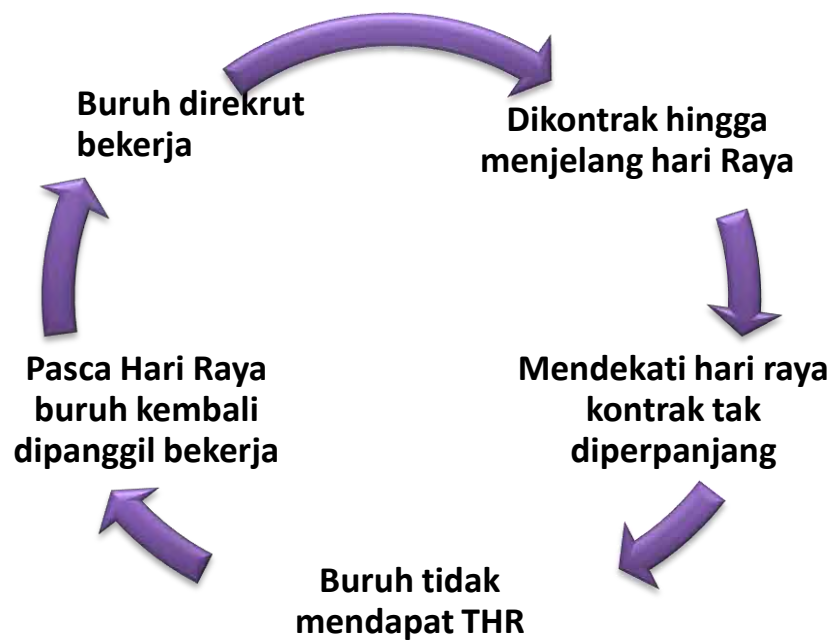 Buruh direkrut
bekerja
Dikontrak hingga
menjelang hari Raya
Mendekati hari raya
kontrak tak
diperpanjang
Buruh tidak
mendapat THR
Pasca Hari Raya
buruh kembali
dipanggil bekerja